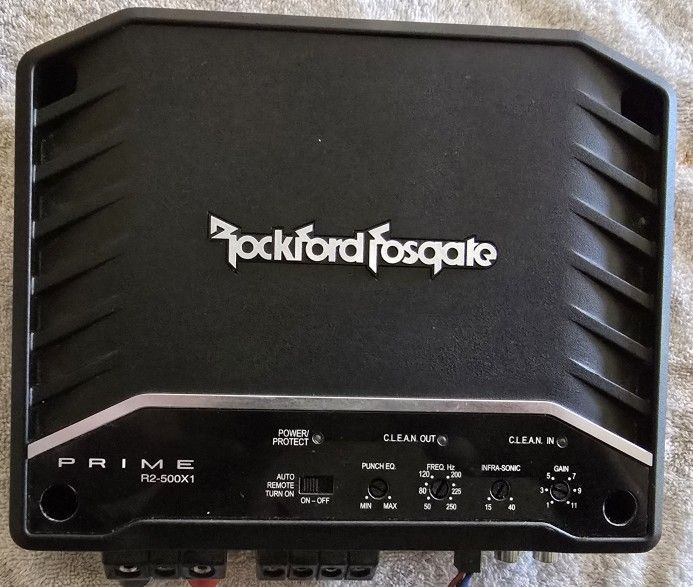 Rockford Fosgate
POWER/
PROTECT
C.L.E.A.N. OUT
C.L.E.A.N. IN
PRIME
R2-500X1
AUTO
REMOTE
TURN ON
ON – OFF
PUNCH EQ.
MIN MAX
FREQ. Hz
120 200
80 225
50 250
INFRA-SONIC
15 40
GAIN
5 7
3 9
1 11